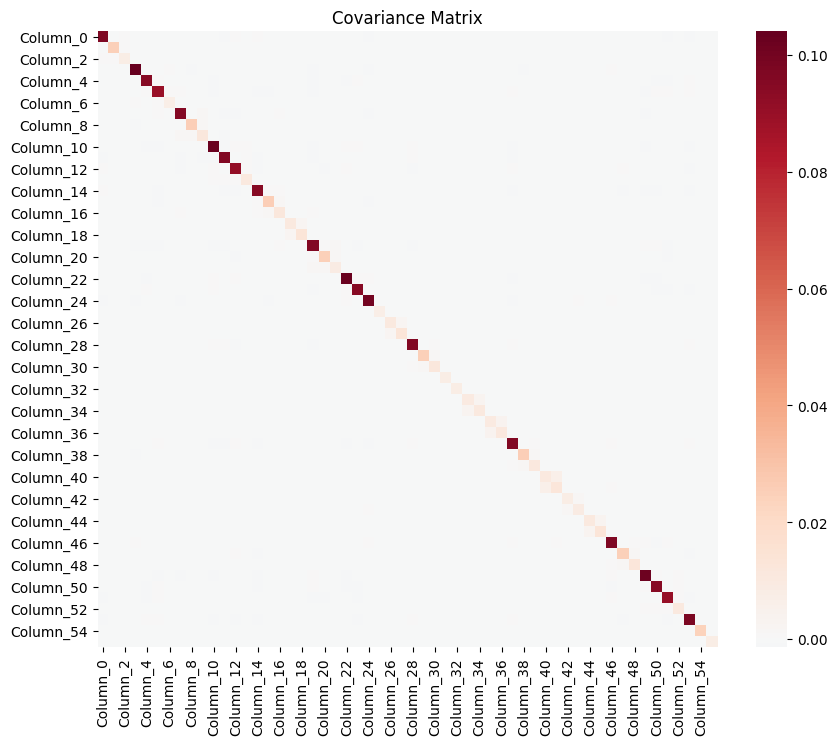 Covariance Matrix
Column_0
Column_2
Column_4
Column_6
Column_8
Column_10
Column_12
Column_14
Column_16
Column_18
Column_20
Column_22
Column_24
Column_26
Column_28
Column_30
Column_32
Column_34
Column_36
Column_38
Column_40
Column_42
Column_44
Column_46
Column_48
Column_50
Column_52
Column_54
Column_0
Column_2
Column_4
Column_6
Column_8
Column_10
Column_12
Column_14
Column_16
Column_18
Column_20
Column_22
Column_24
Column_26
Column_28
Column_30
Column_32
Column_34
Column_36
Column_38
Column_40
Column_42
Column_44
Column_46
Column_48
Column_50
Column_52
Column_54
0.10
0.08
0.06
0.04
0.02
0.00